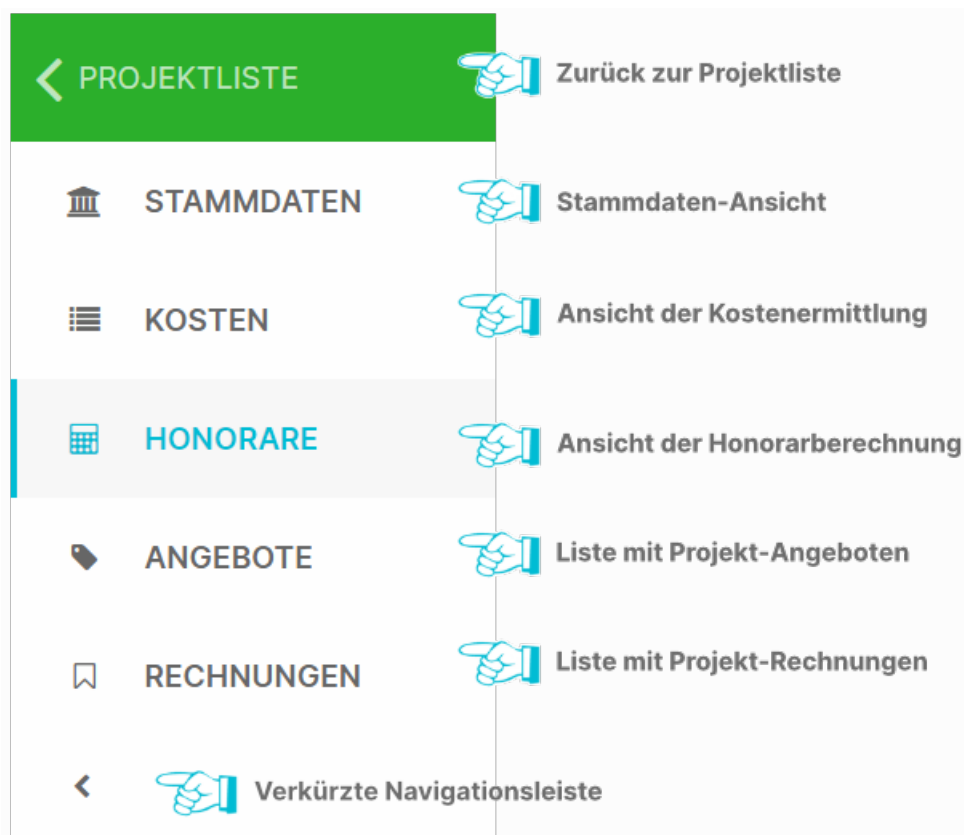 PROJEKTLISTE
Zurück zur Projektliste
STAMMDATEN
Stammdaten-Ansicht
KOSTEN
Ansicht der Kostenermittlung
HONORARE
Ansicht der Honorarberechnung
ANGEBOTE
Liste mit Projekt-Angeboten
RECHNUNGEN
Liste mit Projekt-Rechnungen
Verkürzte Navigationsleiste